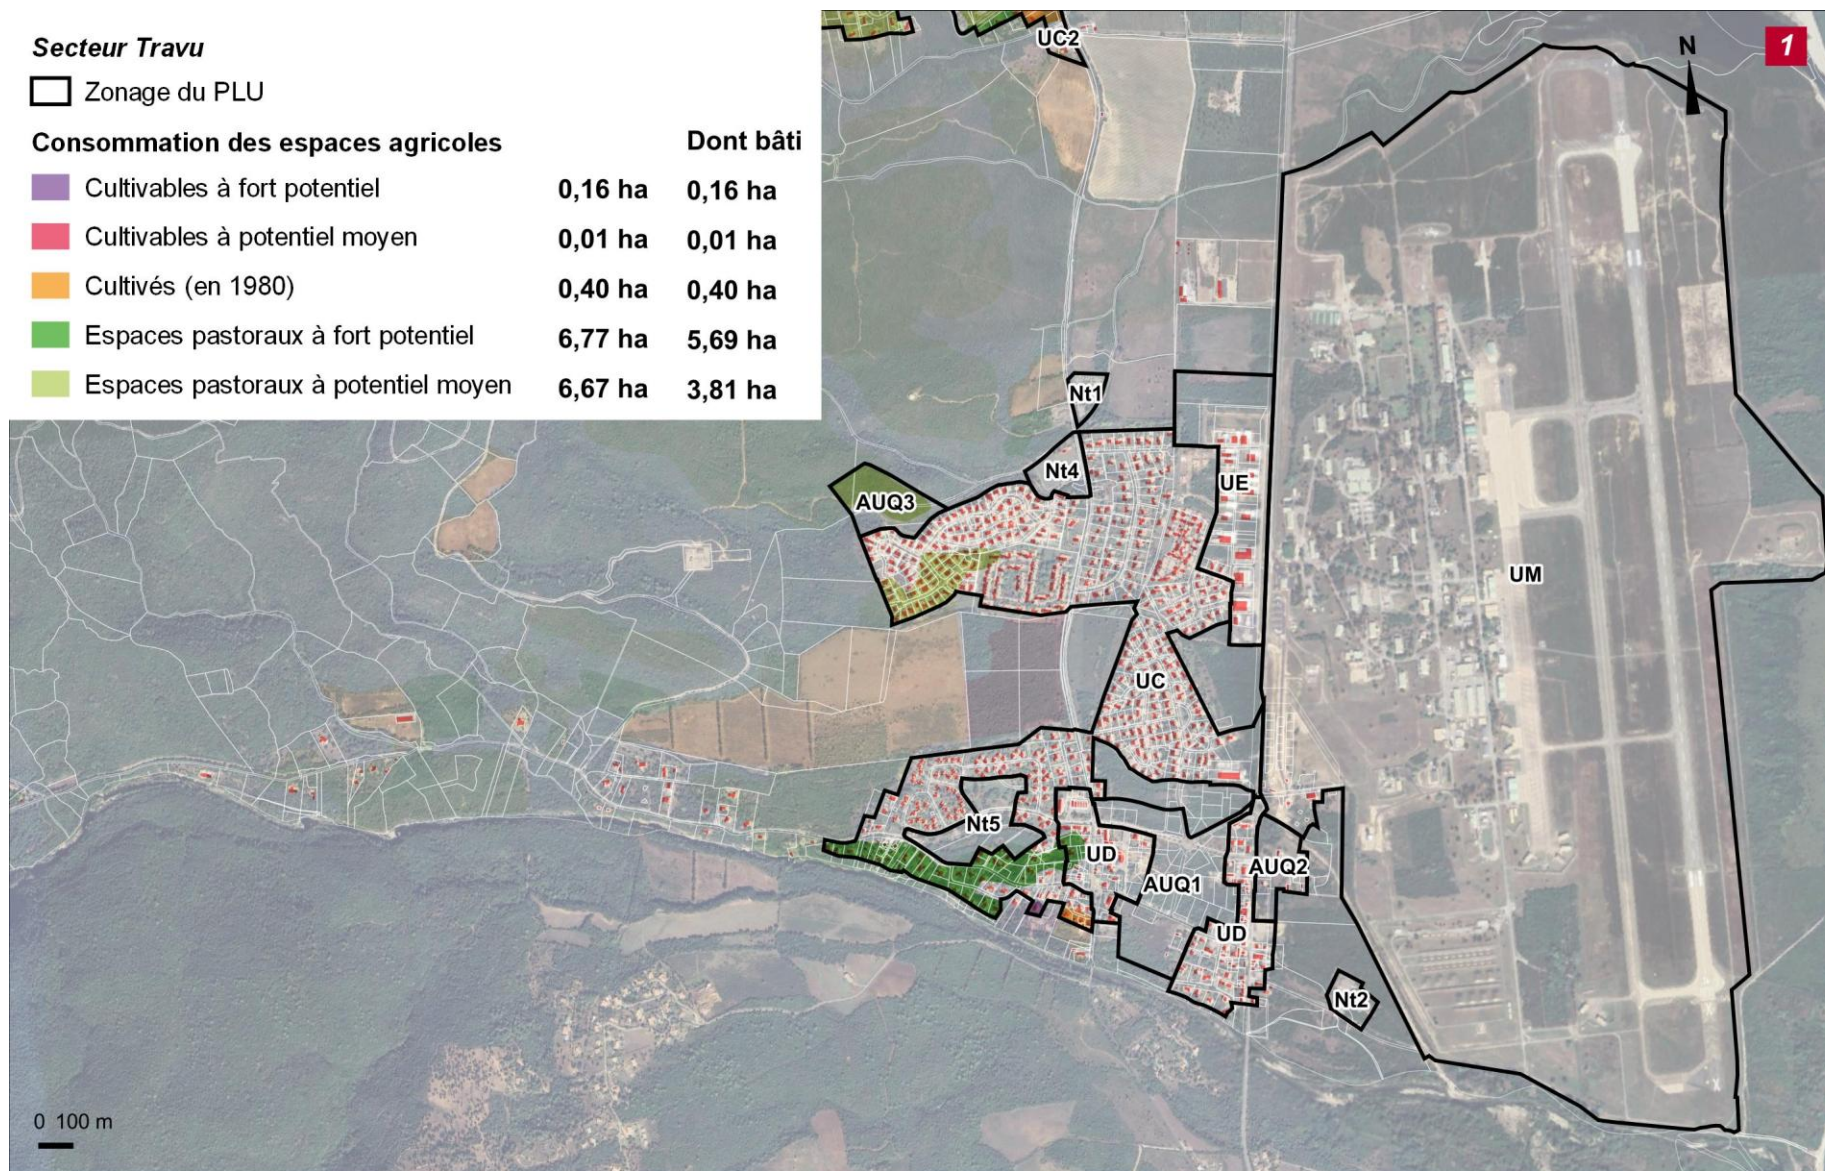 Secteur Travu
Zonage du PLU
Consommation des espaces agricoles Dont bâti
Cultivables à fort potentiel 0,16 ha 0,16 ha
Cultivables à potentiel moyen 0,01 ha 0,01 ha
Cultivés (en 1980) 0,40 ha 0,40 ha
Espaces pastoraux à fort potentiel 6,77 ha 5,69 ha
Espaces pastoraux à potentiel moyen 6,67 ha 3,81 ha
UC2
N
1
Nt1
Nt4
UE
AUQ3
UM
UC
Nt5
UD
AUQ1
AUQ2
UD
Nt2
0 100 m